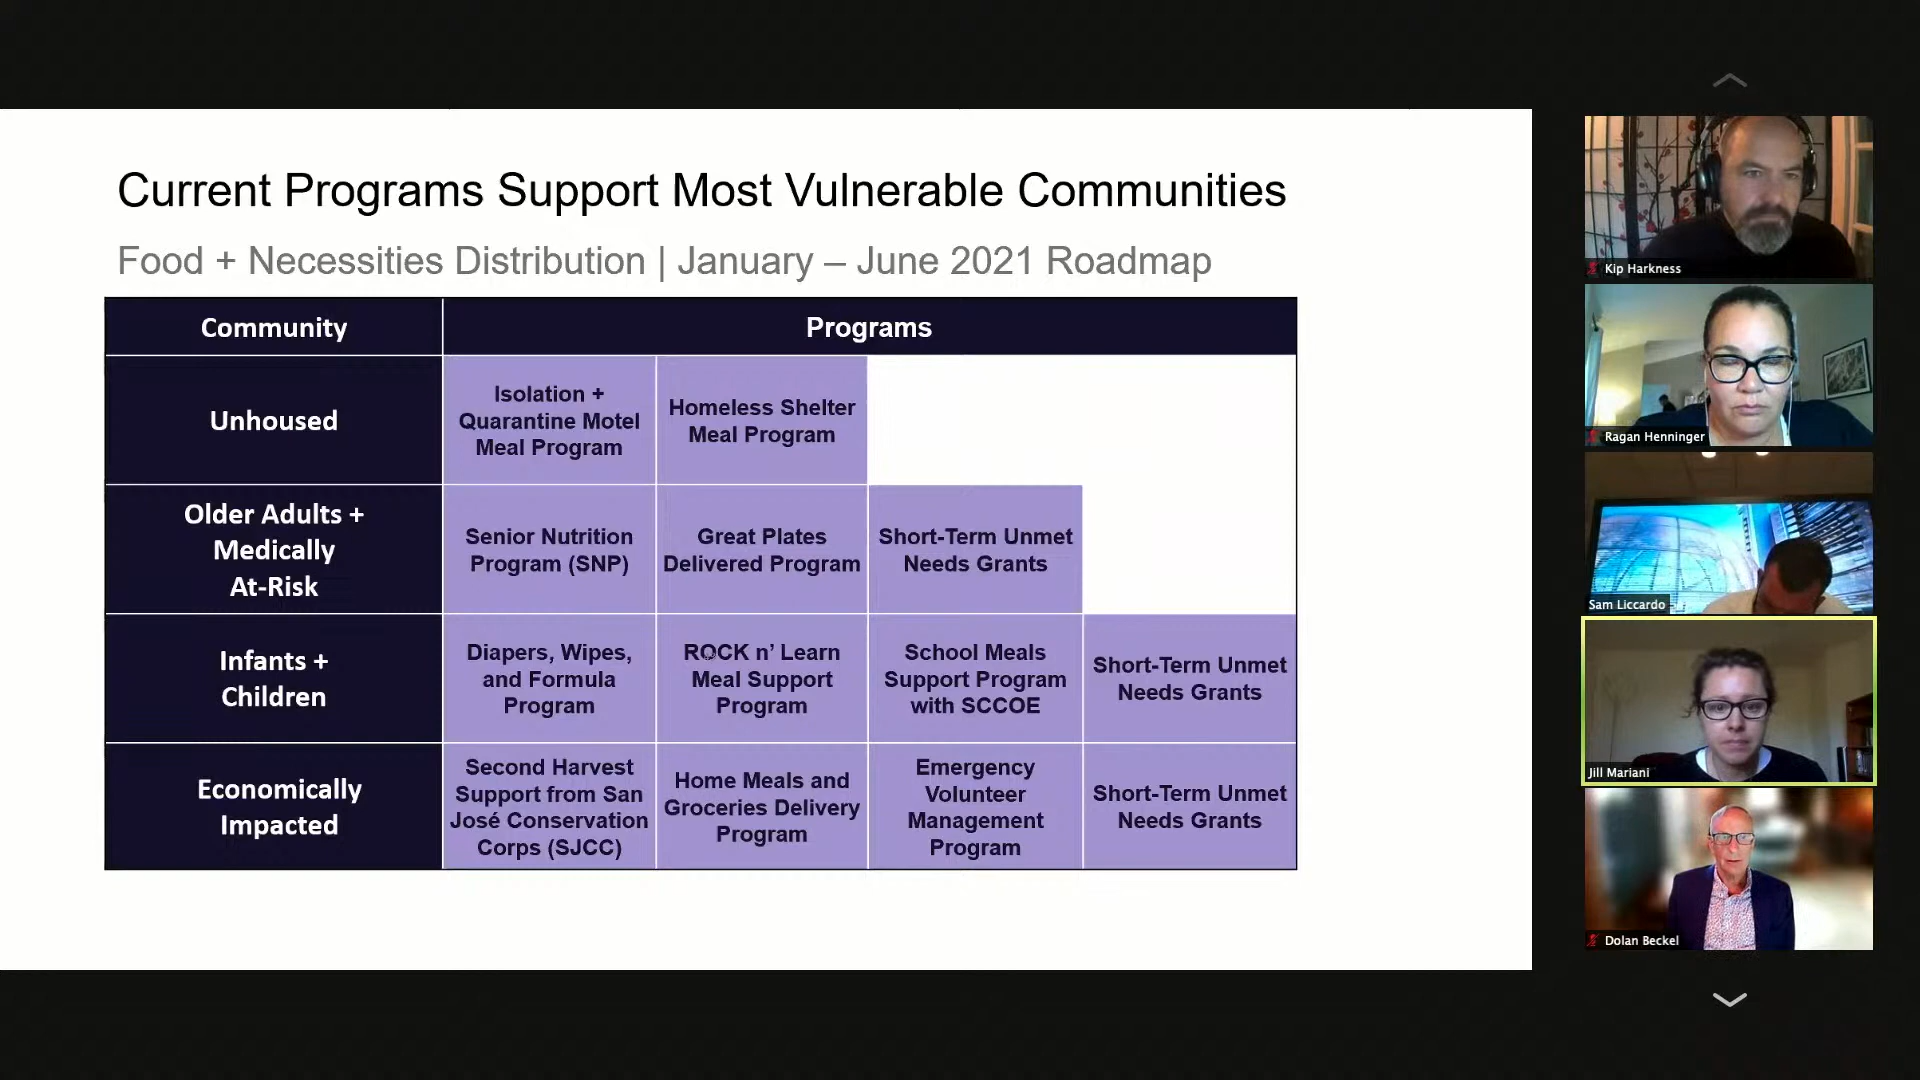 Current Programs Support Most Vulnerable Communities
Food + Necessities Distribution | January – June 2021 Roadmap
Community
Programs
Unhoused
Isolation +
Quarantine Motel
Meal Program
Homeless Shelter
Meal Program
Older Adults +
Medically
At-Risk
Senior Nutrition
Program (SNP)
Great Plates
Delivered Program
Short-Term Unmet
Needs Grants
Infants +
Children
Diapers, Wipes,
and Formula
Program
ROCK n’ Learn
Meal Support
Program
School Meals
Support Program
with SCCOE
Short-Term Unmet
Needs Grants
Economically
Impacted
Second Harvest
Support from San
José Conservation
Corps (SJCC)
Home Meals and
Groceries Delivery
Program
Emergency
Volunteer
Management
Program
Short-Term Unmet
Needs Grants
Kip Harkness
Ragan Henninger
Sam Liccardo
Jill Mariani
Dolan Beckel